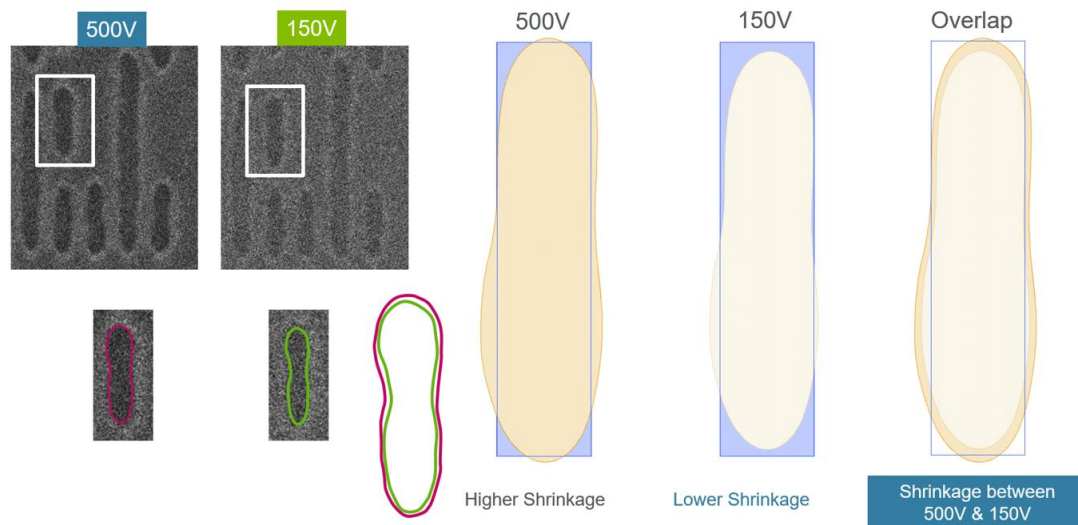 500V
150V
500V
150V
Overlap
Higher Shrinkage
Lower Shrinkage
Shrinkage between
500V & 150V